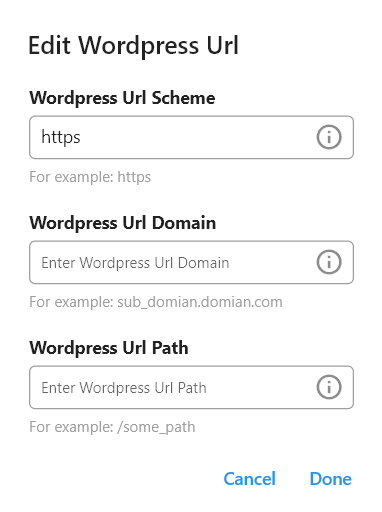 Edit Wordpress Url
Wordpress Url Scheme
https
For example: https
Wordpress Url Domain
Enter Wordpress Url Domain
For example: sub_domian.domian.com
Wordpress Url Path
Enter Wordpress Url Path
For example: /some_path
Cancel Done